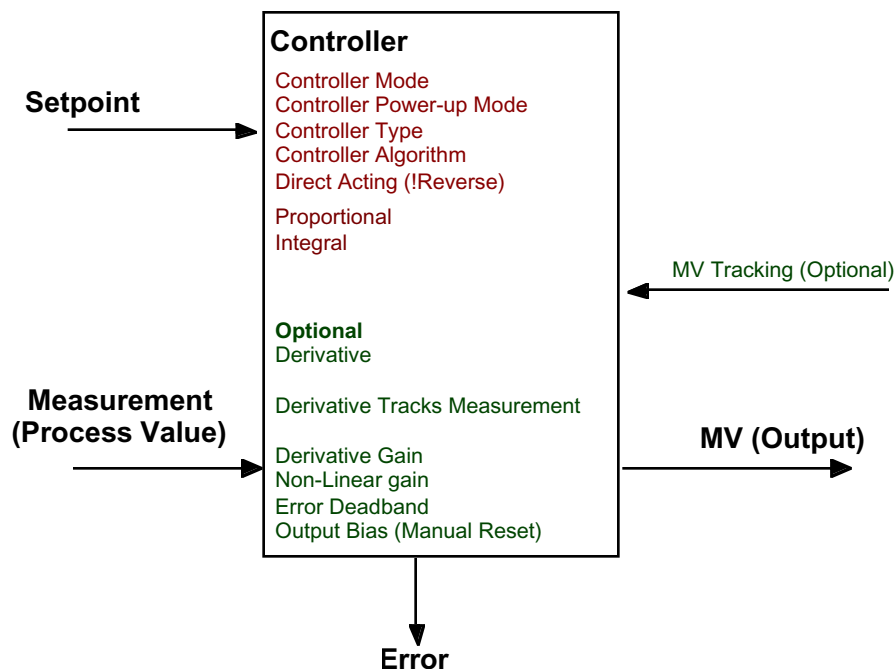 Controller
Controller Mode
Controller Power-up Mode
Controller Type
Controller Algorithm
Direct Acting (!Reverse)
Proportional
Integral
Optional
Derivative
Derivative Tracks Measurement
Derivative Gain
Non-Linear gain
Error Deadband
Output Bias (Manual Reset)
Setpoint
Measurement
(Process Value)
MV Tracking (Optional)
MV (Output)
Error